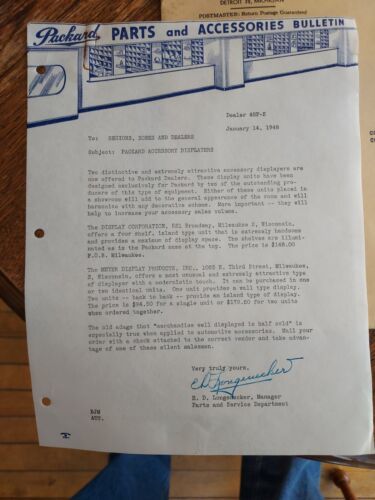 DETROIT 32, MICHIGAN
POSTMASTER: Return Postage Guaranteed
Packard PARTS and ACCESSORIES BULLETIN
Dealer 48P-2
January 14, 1948
To: REGIONS, ZONES AND DEALERS
Subject: PACKARD ACCESSORY DISPLAYERS
Two distinctive and extremely attractive accessory displayers are
now offered to Packard Dealers. These display units have been
designed exclusively for Packard by two of the outstanding pro-
ducers of this type of equipment. Either of these units placed in
a showroom will add to the general appearance of the room and will
harmonize with any decorative scheme. More important -- they will
help to increase your accessory sales volume.
The DISPLAY CORPORATION, Broadway, Milwaukee 2, Wisconsin,
offers a four shelf, island type unit that is extremely handsome
and provides a maximum of display space. The shelves are illumi-
nated as is the Packard name at the top. The price is $148.00
F.O.B. Milwaukee.
The MEYER DISPLAY PRODUCTS, INC., N. Third Street, Milwaukee,
3, Wisconsin, offers a most unusual and extremely attractive type
of displayer with a modernistic touch. It can be purchased in one
or two identical units. One unit provides a wall type display.
Two units -- back to back -- provide an island type of display.
The price is $94.50 for a single unit or $170.00 for two units
when ordered together.
The old adage that "merchandise well displayed is half sold" is
especially true when applied to automotive accessories. Mail your
order with a check attached to the correct vendor and take advan-
tage of one of these silent salesmen.
Very truly yours,
E. D. Longenecker, Manager
Parts and Service Department